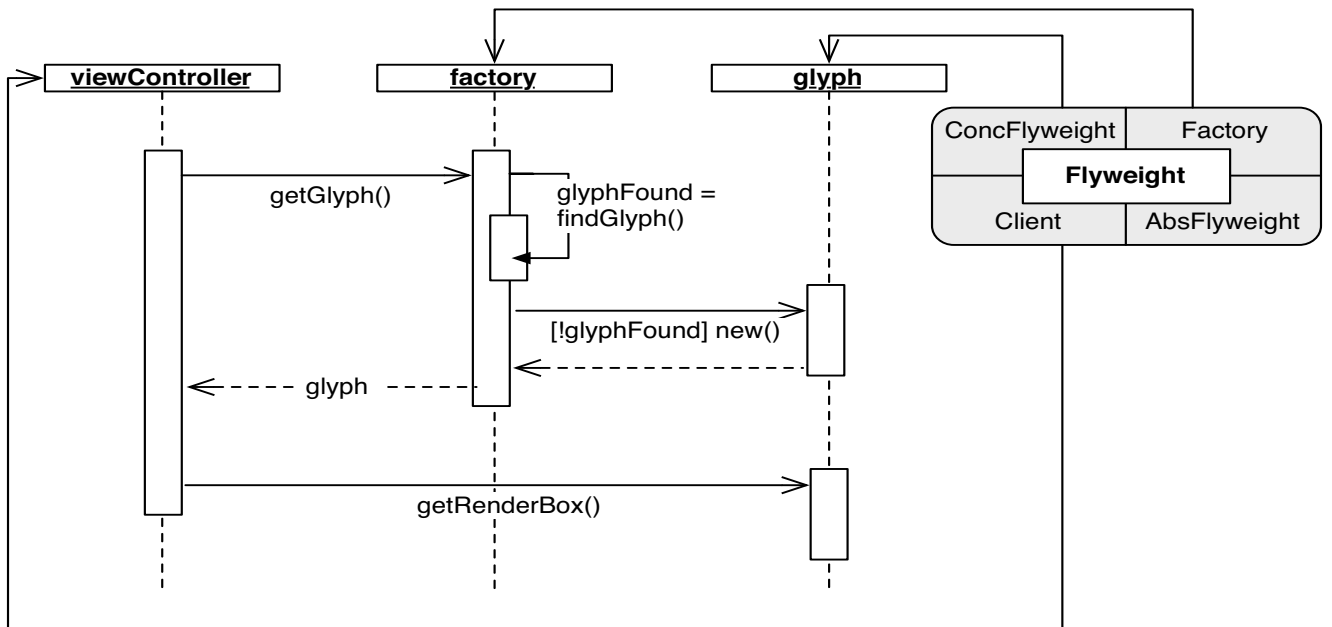 viewController
factory
glyph
ConcFlyweight
Factory
Flyweight
Client
AbsFlyweight
getGlyph()
glyphFound =
findGlyph()
[!glyphFound] new()
glyph
getRenderBox()